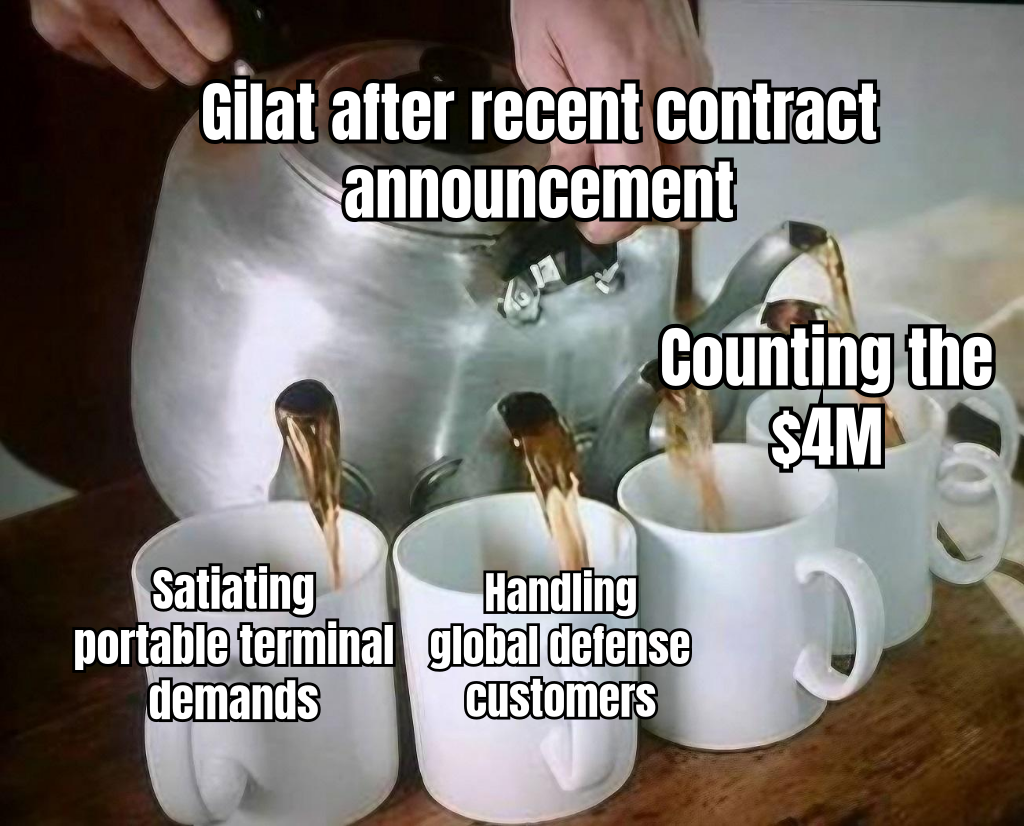 Gilat after recent contract
announcement
Counting the
$4M
Satiating
portable terminal
demands
Handling
global defense
customers